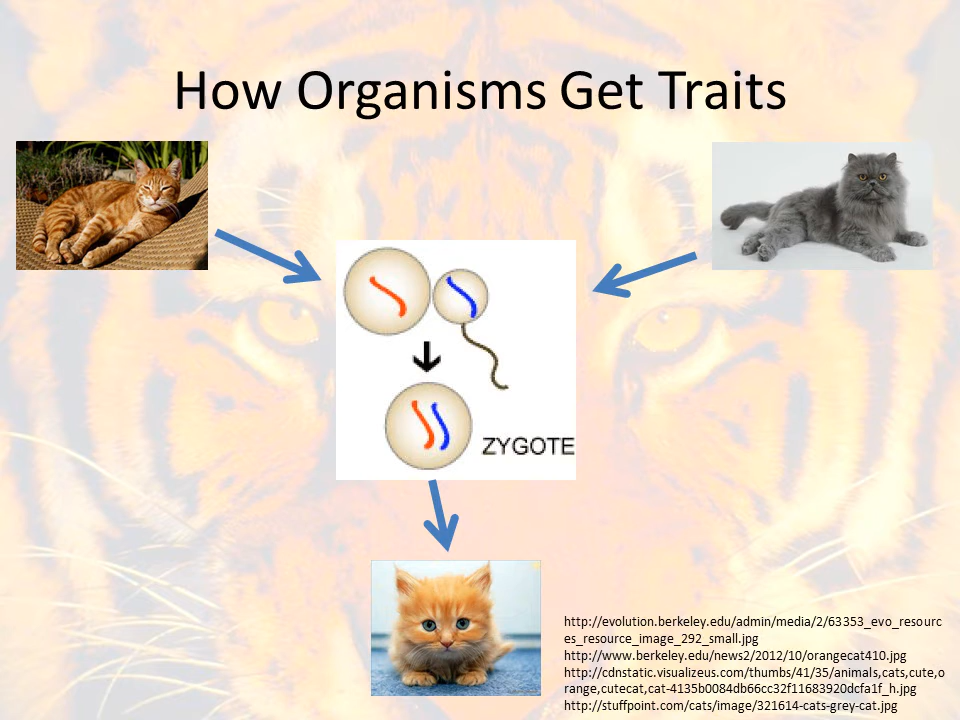 How Organisms Get Traits
ZYGOTE
http://evolution.berkeley.edu/admin/media/2/63353_evo_resourc
es_resource_image_292_small.jpg
http://www.berkeley.edu/news2/2012/10/orangecat410.jpg
http://cdnstatic.visualizeus.com/thumbs/41/35/animals,cats,cute,o
range,cutecat,cat-4135b0084db66cc32f11683920dcfa1f_h.jpg
http://stuffpoint.com/cats/image/321614-cats-grey-cat.jpg